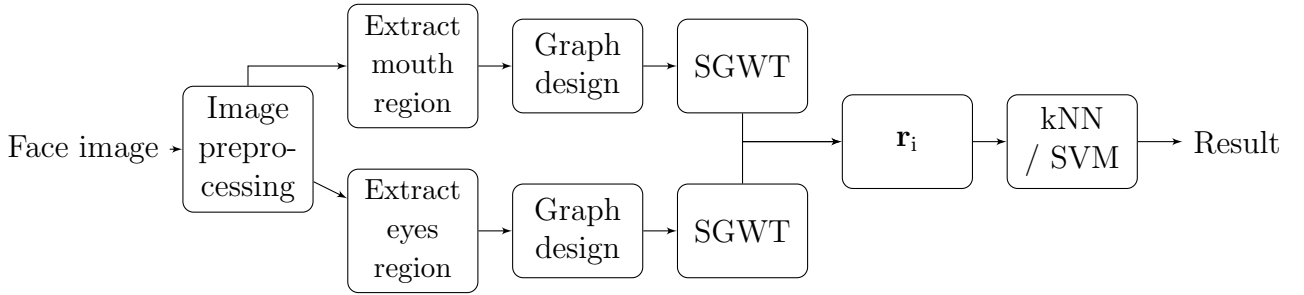 Face image
Image
prepro-
cessing
Extract
mouth
region
Graph
design
SGWT
Extract
eyes
region
Graph
design
SGWT
rᵢ
kNN
/ SVM
Result